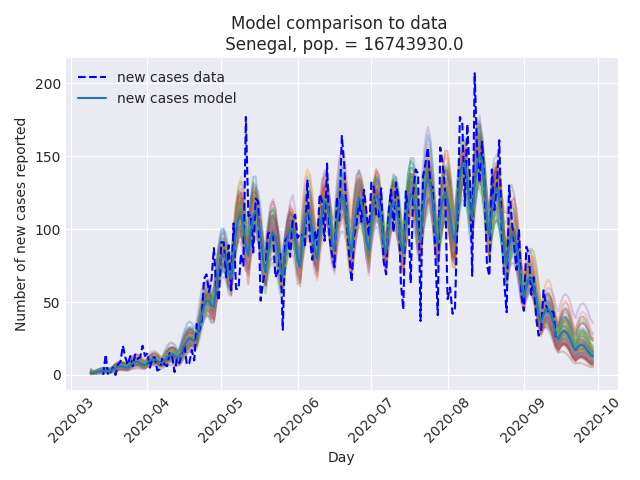 Model comparison to data
Senegal, pop. = 16743930.0
new cases data
new cases model
Number of new cases reported
200
150
100
50
0
2020-03
2020-04
2020-05
2020-06
2020-07
2020-08
2020-09
2020-10
Day